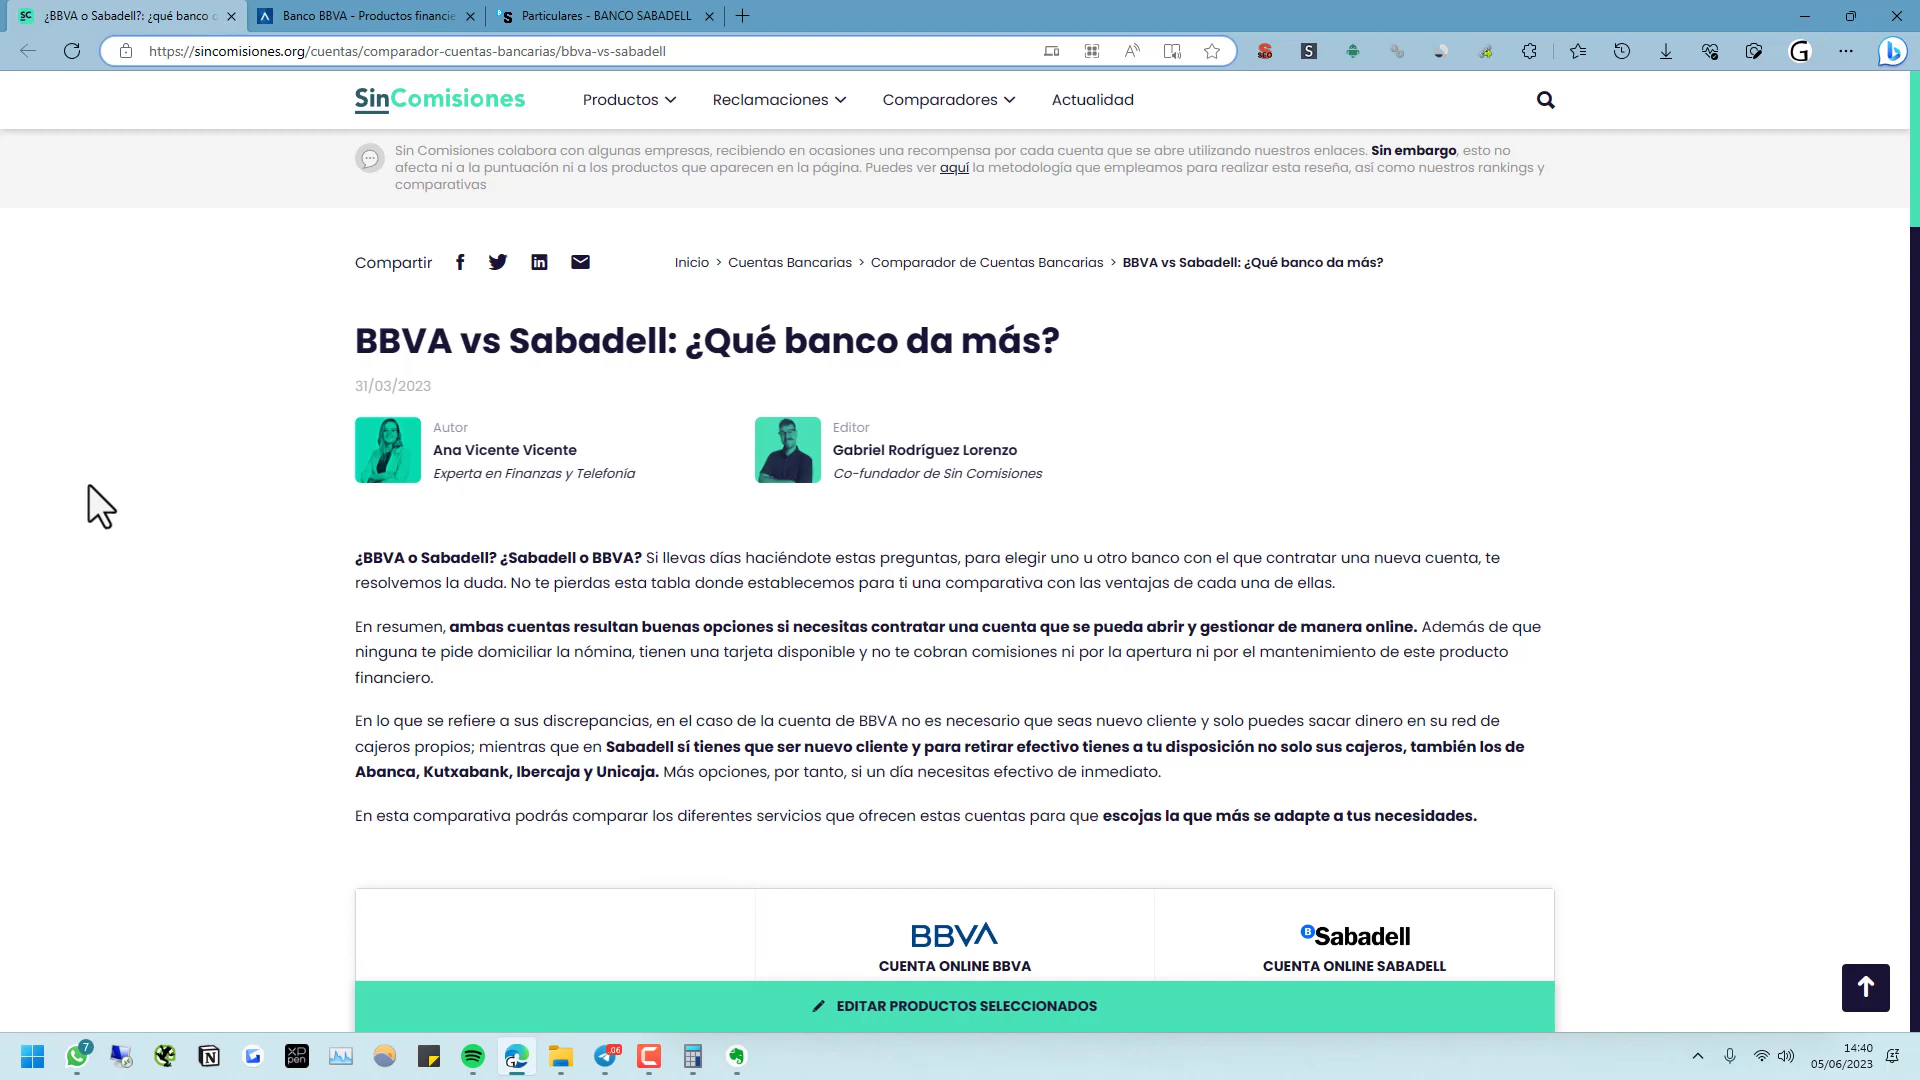 SC ¿BBVA o Sabadell?: ¿qué banco
Banco BBVA - Productos financie
Particulares - BANCO SABADELL
https://sincomisiones.org/cuentas/comparador-cuentas-bancarias/bbva-vs-sabadell
SinComisiones
Productos
Reclamaciones
Comparadores
Actualidad
Sin Comisiones colabora con algunas empresas, recibiendo en ocasiones una recompensa por cada cuenta que se abre utilizando nuestros enlaces. Sin embargo, esto no
afecta ni a la puntuación ni a los productos que aparecen en la página. Puedes ver aquí la metodología que empleamos para realizar esta reseña, así como nuestros rankings y
comparativas
Compartir
Inicio > Cuentas Bancarias > Comparador de Cuentas Bancarias > BBVA vs Sabadell: ¿Qué banco da más?
BBVA vs Sabadell: ¿Qué banco da más?
31/03/2023
Autor
Ana Vicente Vicente
Experta en Finanzas y Telefonía
Editor
Gabriel Rodríguez Lorenzo
Co-fundador de Sin Comisiones
¿BBVA o Sabadell? ¿Sabadell o BBVA? Si llevas días haciéndote estas preguntas, para elegir uno u otro banco con el que contratar una nueva cuenta, te
resolvemos la duda. No te pierdas esta tabla donde establecemos para ti una comparativa con las ventajas de cada una de ellas.
En resumen, ambas cuentas resultan buenas opciones si necesitas contratar una cuenta que se pueda abrir y gestionar de manera online. Además de que
ninguna te pide domiciliar la nómina, tienen una tarjeta disponible y no te cobran comisiones ni por la apertura ni por el mantenimiento de este producto
financiero.
En lo que se refiere a sus discrepancias, en el caso de la cuenta de BBVA no es necesario que seas nuevo cliente y solo puedes sacar dinero en su red de
cajeros propios; mientras que en Sabadell sí tienes que ser nuevo cliente y para retirar efectivo tienes a tu disposición no solo sus cajeros, también los de
Abanca, Kutxabank, Ibercaja y Unicaja. Más opciones, por tanto, si un día necesitas efectivo de inmediato.
En esta comparativa podrás comparar los diferentes servicios que ofrecen estas cuentas para que escojas la que más se adapte a tus necesidades.
BBVA
CUENTA ONLINE BBVA
B Sabadell
CUENTA ONLINE SABADELL
EDITAR PRODUCTOS SELECCIONADOS
7
14:40
05/06/2023